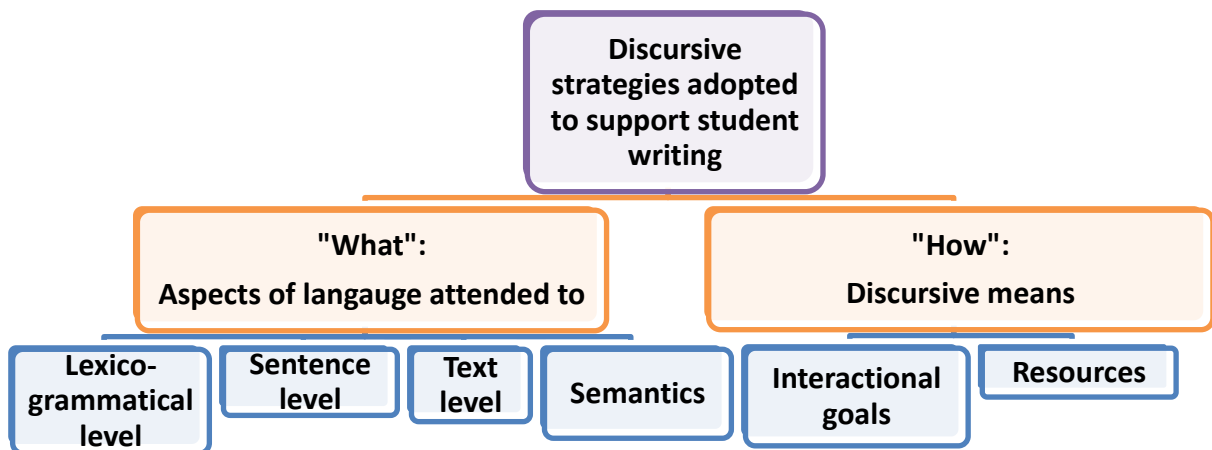 Discursive
strategies adopted
to support student
writing
"What":
Aspects of langauge attended to
"How":
Discursive means
Lexico-
grammatical
level
Sentence
level
Text
level
Semantics
Interactional
goals
Resources